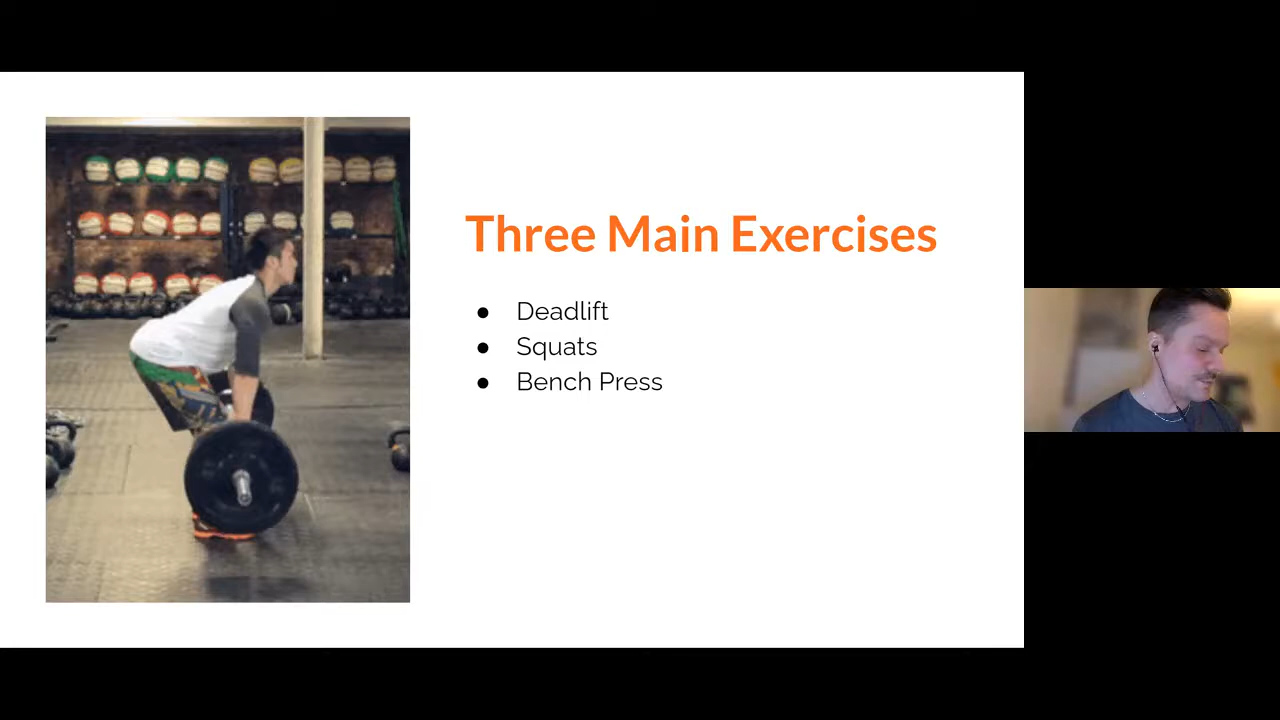 Three Main Exercises
● Deadlift
● Squats
● Bench Press